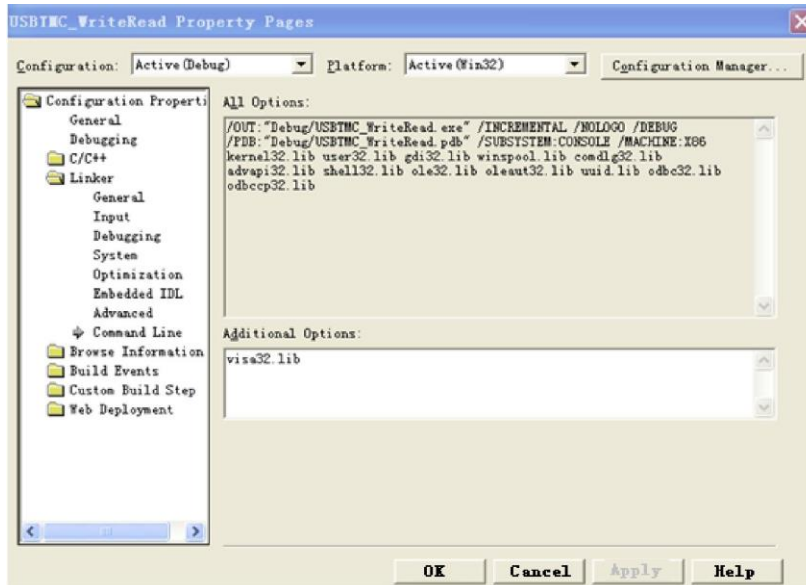 USBTMC_WriteRead Property Pages
Configuration: Active(Debug) Platform: Active(Win32) Configuration Manager...
Configuration Properti
General
Debugging
C/C++
Linker
General
Input
Debugging
System
Optimization
Embedded IDL
Advanced
Command Line
Browse Information
Build Events
Custom Build Step
Web Deployment
All Options:
/OUT:"Debug/USBTMC_WriteRead.exe" /INCREMENTAL /NOLOGO /DEBUG
/PDB:"Debug/USBTMC_WriteRead.pdb" /SUBSYSTEM:CONSOLE /MACHINE:X86
kernel32.lib user32.lib gdi32.lib winspool.lib comdlg32.lib
advapi32.lib shell32.lib ole32.lib oleaut32.lib uuid.lib odbc32.lib
odbccp32.lib
Additional Options:
visa32.lib
OK Cancel Apply Help